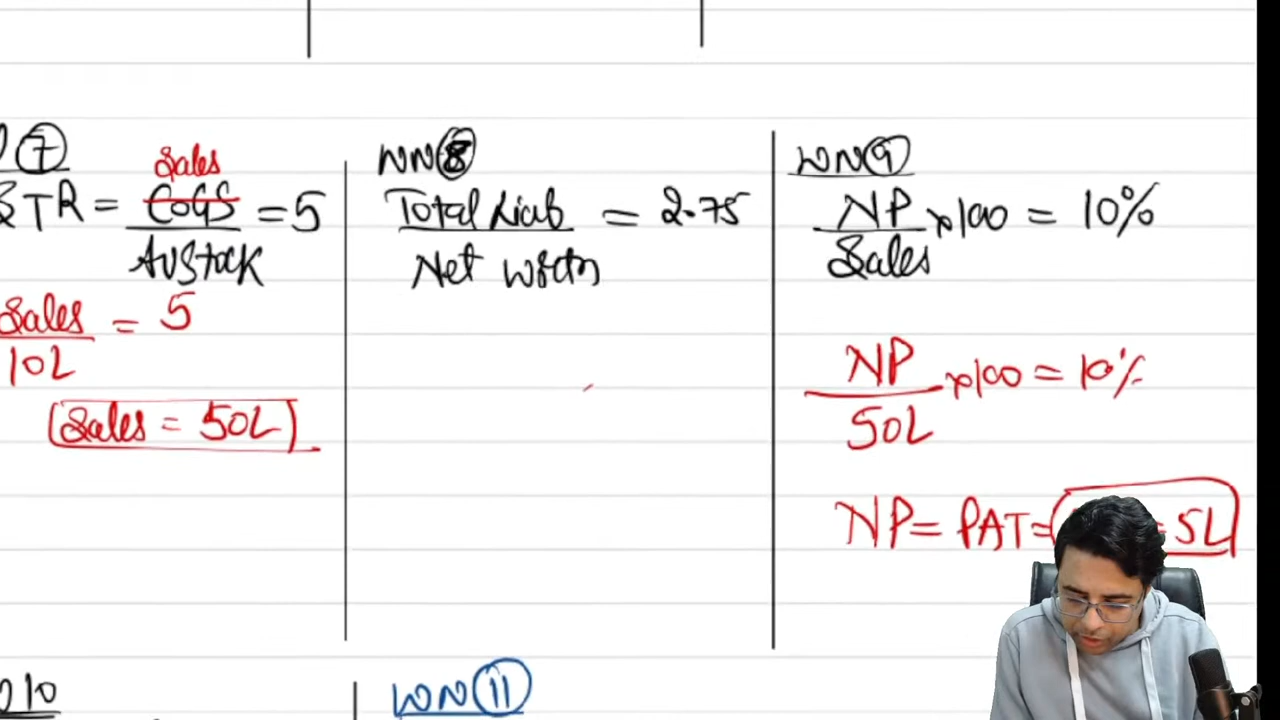 7
STR = Sales COGS = 5
AvStock
Sales = 5
10L
Sales = 50L
WN 8
Total Liab = 2.75
Net Worth
WN 9
NP ×100 = 10%
Sales
NP ×100 = 10%
50L
NP = PAT = = 5L
10
WN 11